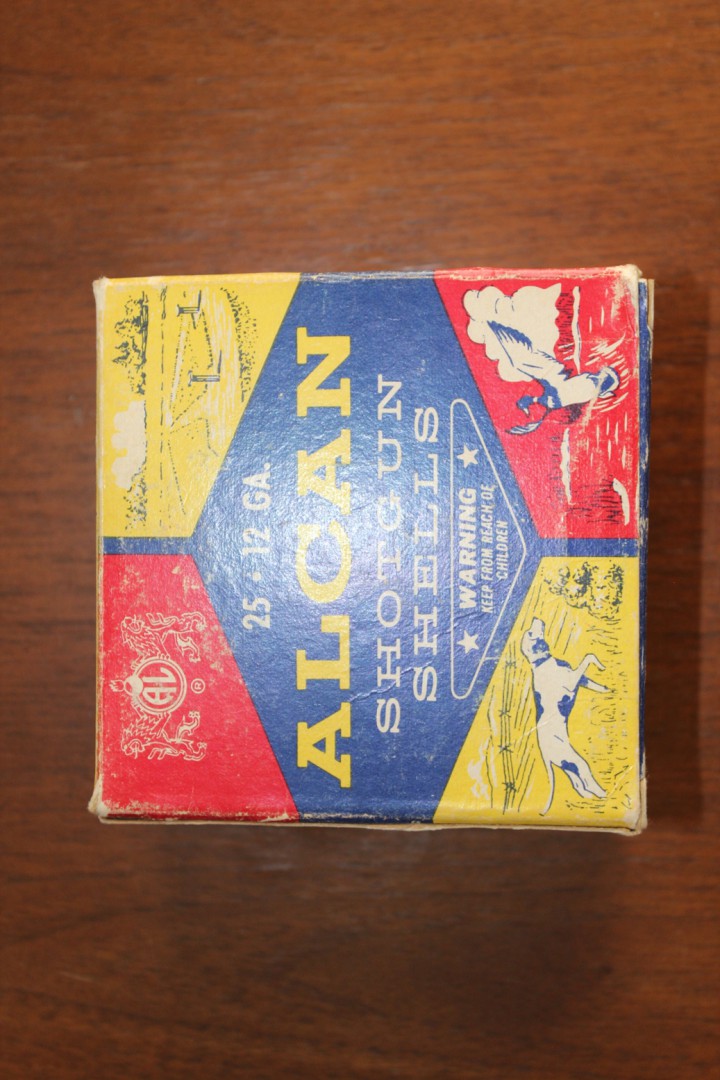 25 • 12 GA.
ALCAN
SHOTGUN
SHELLS
★ WARNING ★
KEEP FROM REACH OF
CHILDREN
AL
®